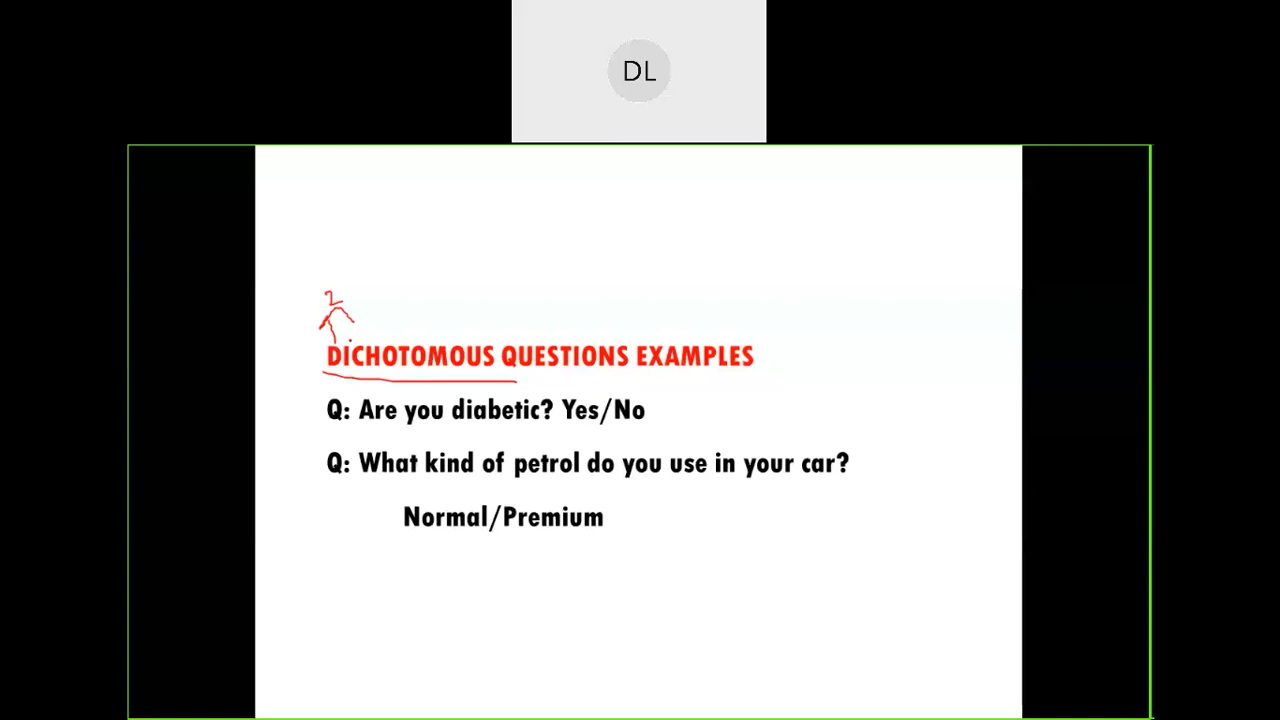 DL
2
DICHOTOMOUS QUESTIONS EXAMPLES
Q: Are you diabetic? Yes/No
Q: What kind of petrol do you use in your car?
Normal/Premium